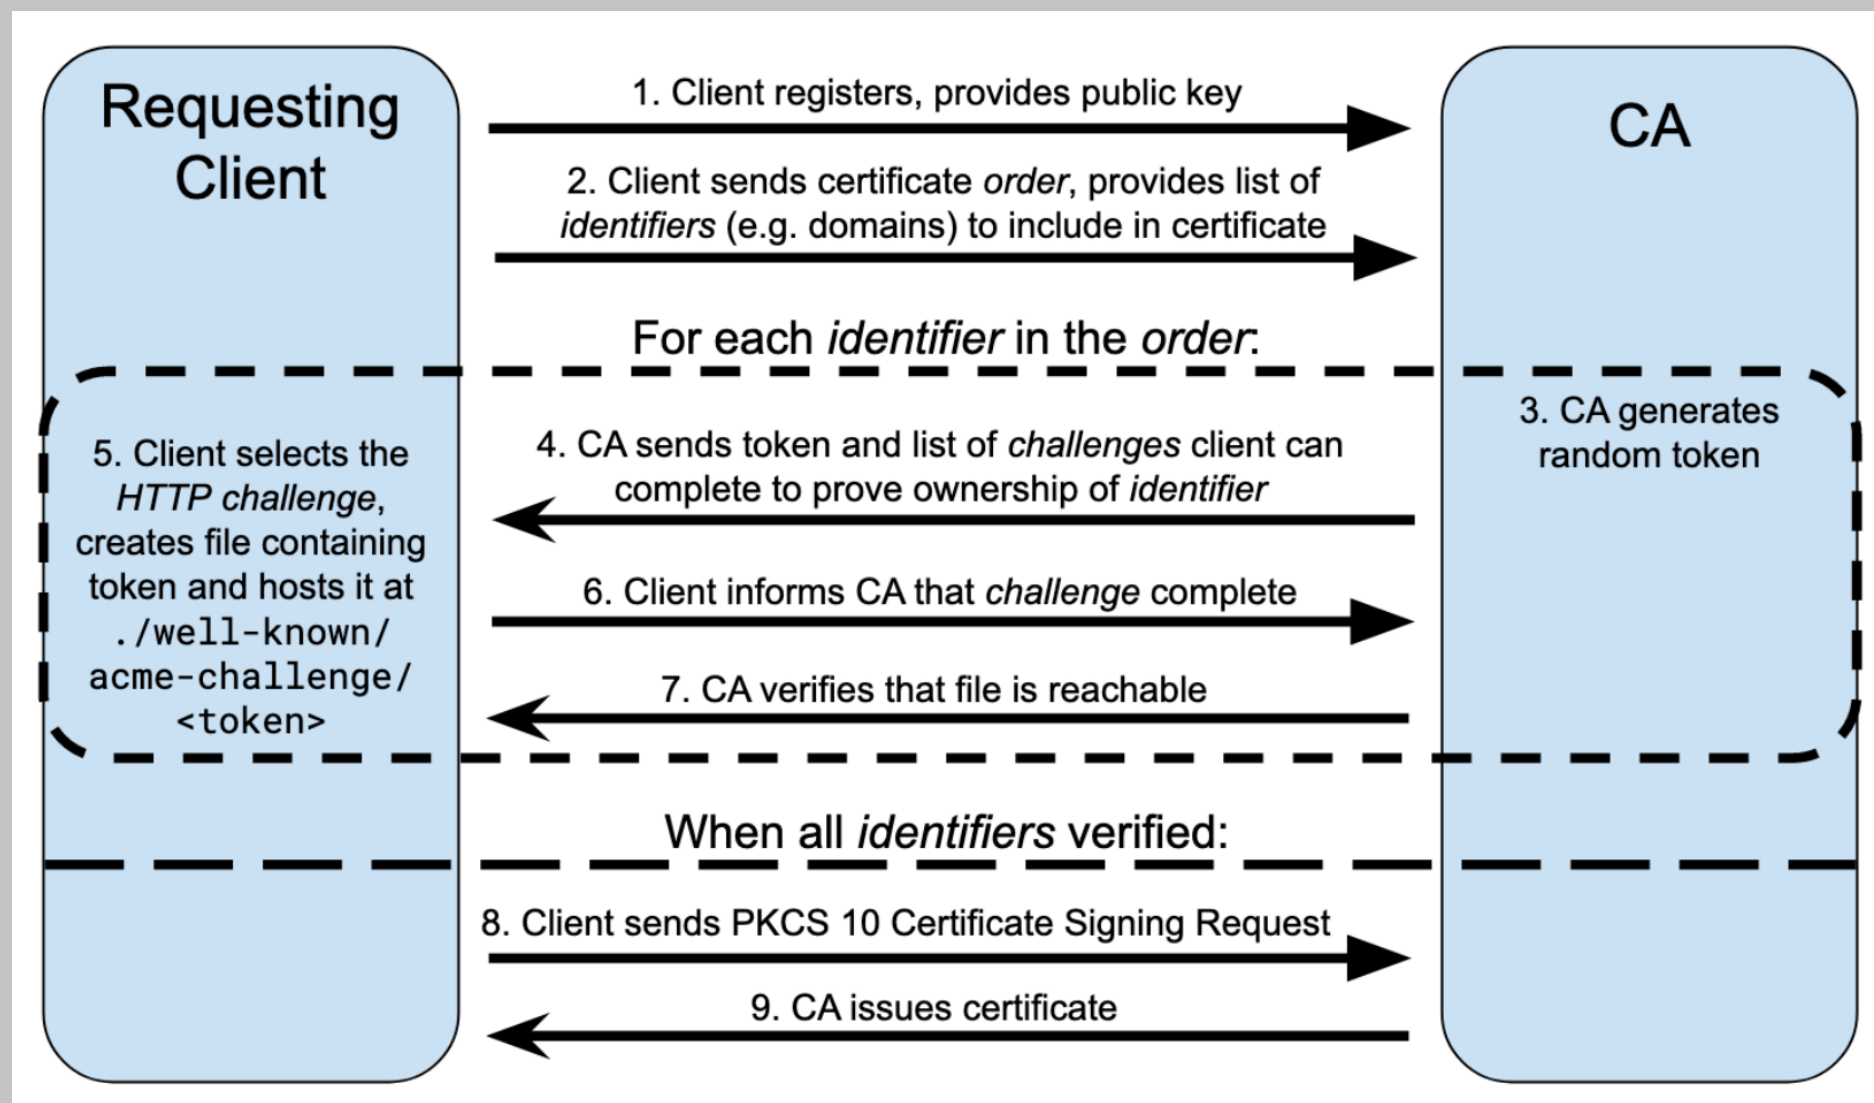 Requesting
Client
CA
1. Client registers, provides public key
2. Client sends certificate order, provides list of
identifiers (e.g. domains) to include in certificate
For each identifier in the order:
3. CA generates
random token
4. CA sends token and list of challenges client can
complete to prove ownership of identifier
5. Client selects the
HTTP challenge,
creates file containing
token and hosts it at
./well-known/
acme-challenge/
<token>
6. Client informs CA that challenge complete
7. CA verifies that file is reachable
When all identifiers verified:
8. Client sends PKCS 10 Certificate Signing Request
9. CA issues certificate